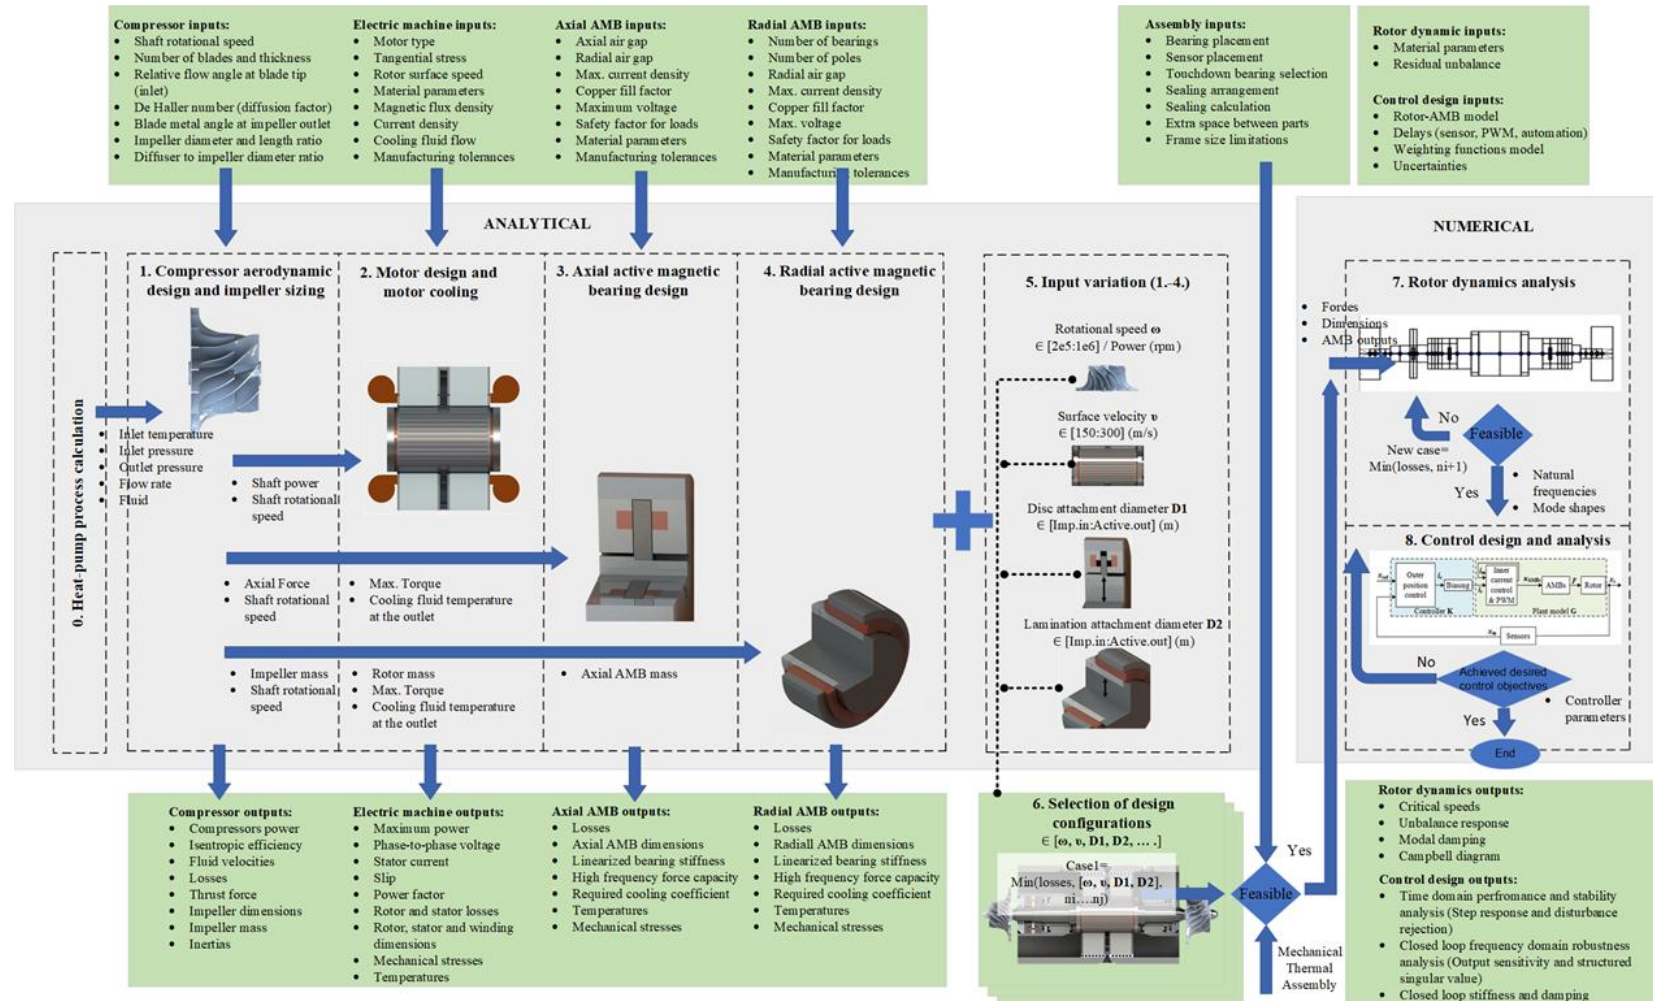 Compressor inputs:
• Shaft rotational speed
• Number of blades and thickness
• Relative flow angle at blade tip
(inlet)
• De Haller number (diffusion factor)
• Blade metal angle at impeller outlet
• Impeller diameter and length ratio
• Diffuser to impeller diameter ratio
Electric machine inputs:
• Motor type
• Tangential stress
• Rotor surface speed
• Material parameters
• Magnetic flux density
• Current density
• Cooling fluid flow
• Manufacturing tolerances
Axial AMB inputs:
• Axial air gap
• Radial air gap
• Max. current density
• Copper fill factor
• Maximum voltage
• Safety factor for loads
• Material parameters
• Manufacturing tolerances
Radial AMB inputs:
• Number of bearings
• Number of poles
• Radial air gap
• Max. current density
• Copper fill factor
• Max. voltage
• Safety factor for loads
• Material parameters
• Manufacturing tolerances
Assembly inputs:
• Bearing placement
• Sensor placement
• Touchdown bearing selection
• Sealing arrangement
• Sealing calculation
• Extra space between parts
• Frame size limitations
Rotor dynamic inputs:
• Material parameters
• Residual unbalance
Control design inputs:
• Rotor-AMB model
• Delays (sensor, PWM, automation)
• Weighting functions model
• Uncertainties
ANALYTICAL
0. Heat-pump process calculation
• Inlet temperature
• Inlet pressure
• Outlet pressure
• Flow rate
• Fluid
1. Compressor aerodynamic
design and impeller sizing
• Shaft power
• Shaft rotational
speed
• Axial Force
• Shaft rotational
speed
• Impeller mass
• Shaft rotational
speed
2. Motor design and
motor cooling
• Max. Torque
• Cooling fluid temperature
at the outlet
• Rotor mass
• Max. Torque
• Cooling fluid temperature
at the outlet
3. Axial active magnetic
bearing design
• Axial AMB mass
4. Radial active magnetic
bearing design
5. Input variation (1.-4.)
Rotational speed ω
∈ [2e5:1e6] / Power (rpm)
Surface velocity υ
∈ [150:300] (m/s)
Disc attachment diameter D1
∈ [Imp.in:Active.out] (m)
Lamination attachment diameter D2
∈ [Imp.in:Active.out] (m)
NUMERICAL
7. Rotor dynamics analysis
• Fordes
• Dimensions
• AMB outputs
No
Feasible
New case=
Min(losses, ni+1)
Yes
• Natural
frequencies
• Mode shapes
8. Control design and analysis
Outer
position
control
Biasing
Inner
current
control
& PWM
AMBs
F
Rotor
Controller K
Plant model G
Sensors
No
Achieved desired
control objectives
• Controller
parameters
Yes
End
Compressor outputs:
• Compressors power
• Isentropic efficiency
• Fluid velocities
• Losses
• Thrust force
• Impeller dimensions
• Impeller mass
• Inertias
Electric machine outputs:
• Maximum power
• Phase-to-phase voltage
• Stator current
• Slip
• Power factor
• Rotor and stator losses
• Rotor, stator and winding
dimensions
• Mechanical stresses
• Temperatures
Axial AMB outputs:
• Losses
• Axial AMB dimensions
• Linearized bearing stiffness
• High frequency force capacity
• Required cooling coefficient
• Temperatures
• Mechanical stresses
Radial AMB outputs:
• Losses
• Radiall AMB dimensions
• Linearized bearing stiffness
• High frequency force capacity
• Required cooling coefficient
• Temperatures
• Mechanical stresses
6. Selection of design
configurations
∈ [ω, υ, D1, D2, ... .]
Case1=
Min(losses, [ω, υ, D1, D2],
ni....nj)
Yes
Feasible
Mechanical
Thermal
Assembly
Rotor dynamics outputs:
• Critical speeds
• Unbalance response
• Modal damping
• Campbell diagram
Control design outputs:
• Time domain perfromance and stability
analysis (Step response and disturbance
rejection)
• Closed loop frequency domain robustness
analysis (Output sensitivity and structured
singular value)
• Closed loop stiffness and damping